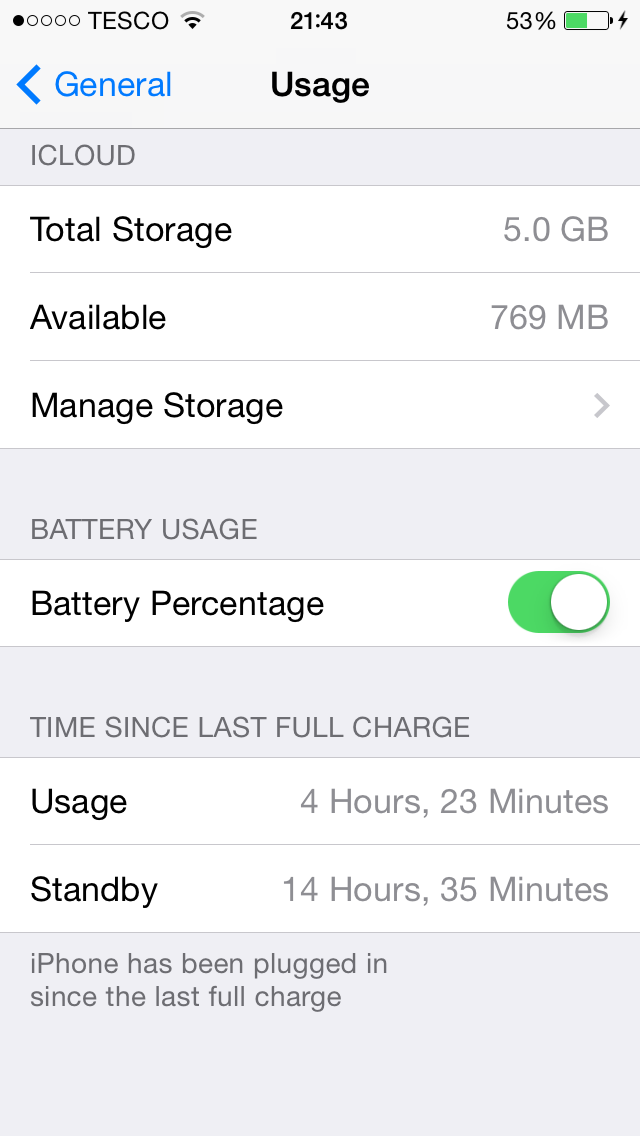 TESCO 21:43 53%
General Usage
ICLOUD
Total Storage 5.0 GB
Available 769 MB
Manage Storage
BATTERY USAGE
Battery Percentage
TIME SINCE LAST FULL CHARGE
Usage 4 Hours, 23 Minutes
Standby 14 Hours, 35 Minutes
iPhone has been plugged in
since the last full charge